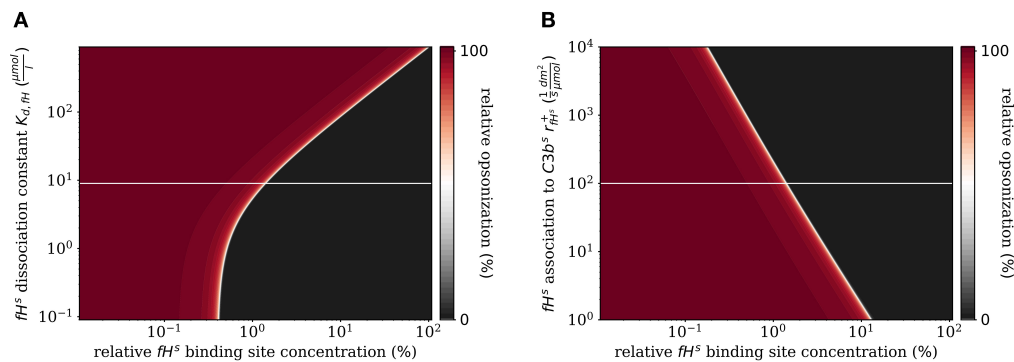 A
fH^s dissociation constant K_{d,fH} (μmol/l)
10^2
10^1
10^0
10^{-1}
10^{-1} 10^0 10^1 10^2
relative fH^s binding site concentration (%)
100
0
relative opsonization (%)
B
fH^s association to C3b^s r^+_{fH^s} (1/s dm^2/μmol)
10^4
10^3
10^2
10^1
10^0
10^{-1} 10^0 10^1 10^2
relative fH^s binding site concentration (%)
100
0
relative opsonization (%)